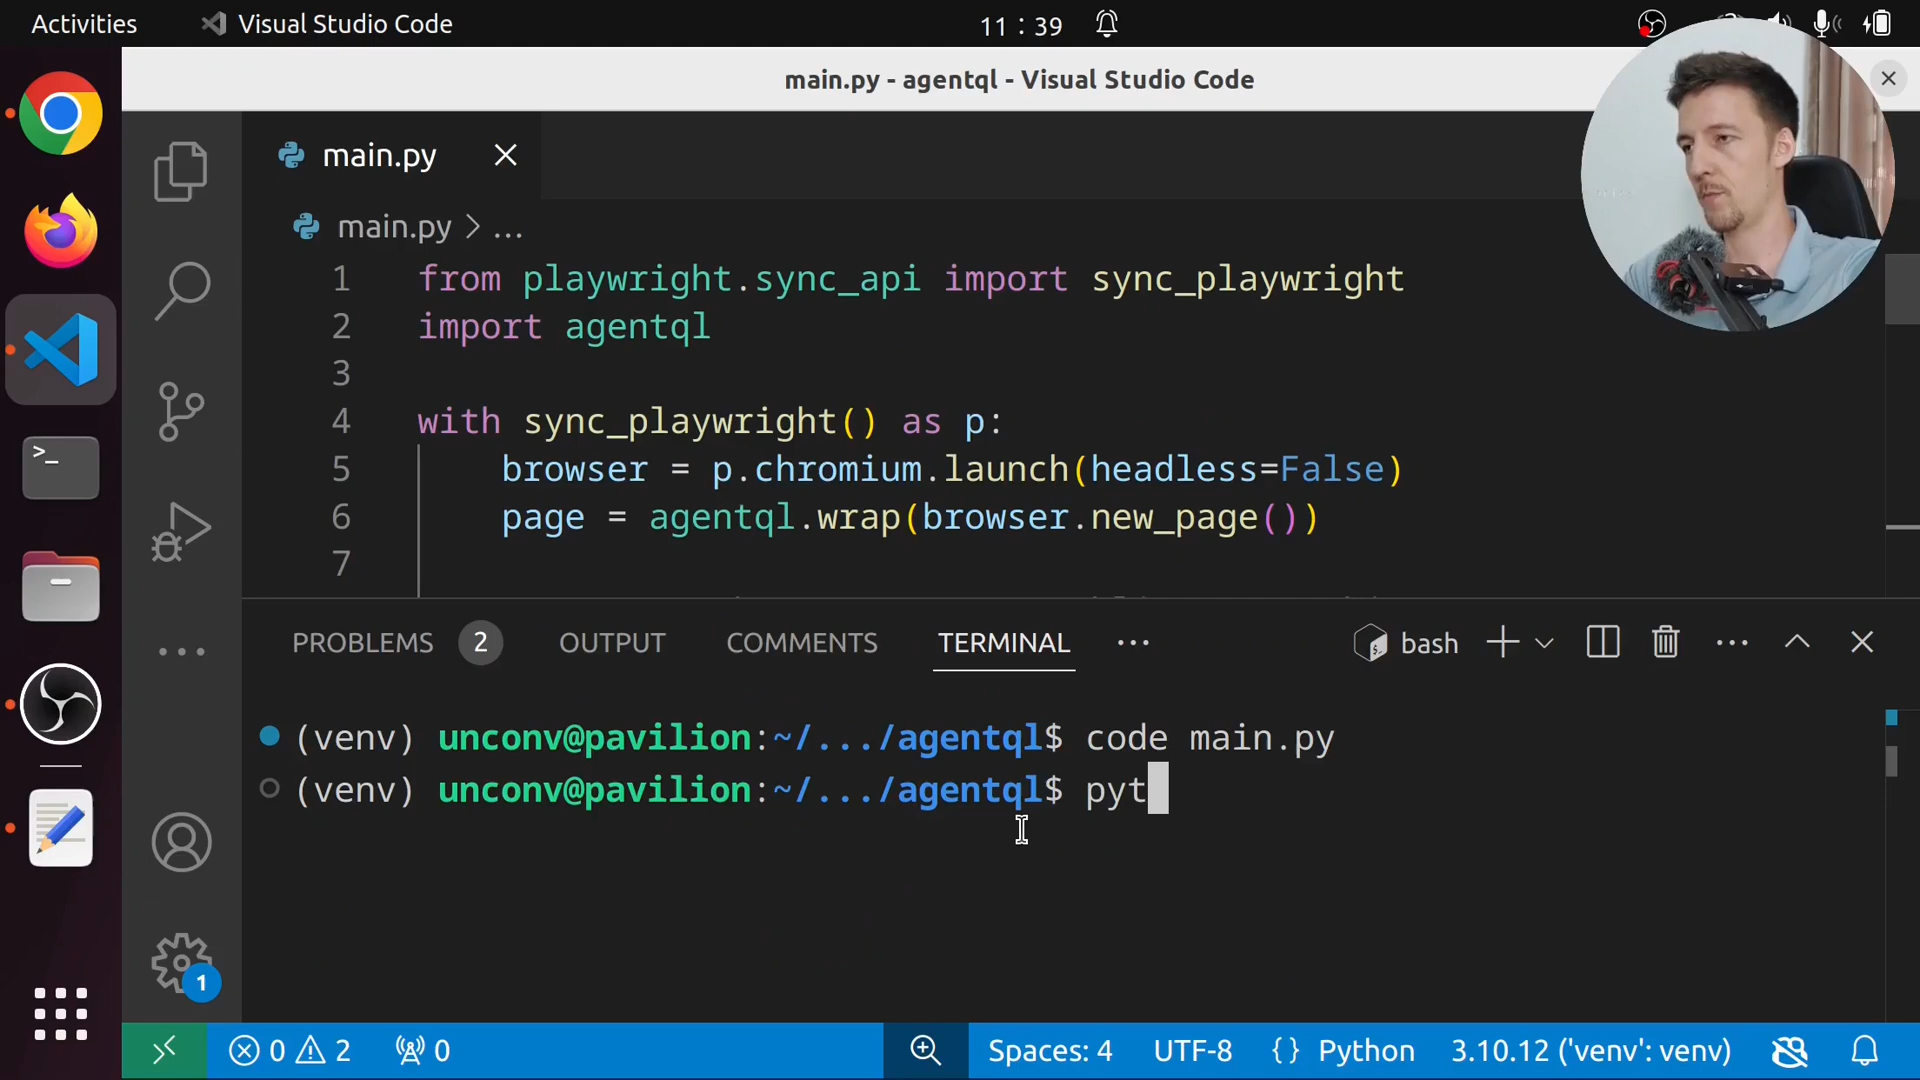 Activities
Visual Studio Code
11 : 39
main.py - agentql - Visual Studio Code
main.py
main.py > ...
1 from playwright.sync_api import sync_playwright
2 import agentql
3
4 with sync_playwright() as p:
5 browser = p.chromium.launch(headless=False)
6 page = agentql.wrap(browser.new_page())
7
PROBLEMS 2 OUTPUT COMMENTS TERMINAL ... bash
(venv) unconv@pavilion:~/.../agentql$ code main.py
(venv) unconv@pavilion:~/.../agentql$ pyt
1
0 2 0 Spaces: 4 UTF-8 {} Python 3.10.12 ('venv': venv)